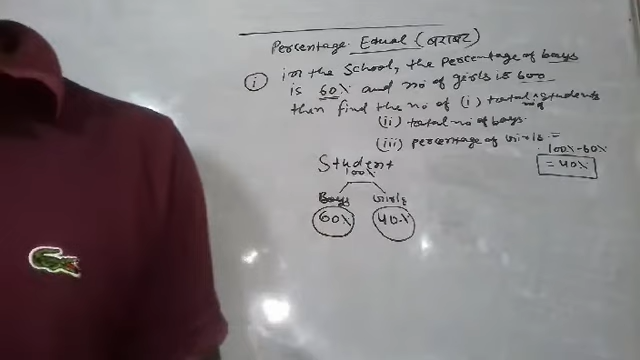 Percentage Equal (बराबर)
(i) in the School, the percentage of boys
is 60% and no of girls is 600
then find the no of (i) total no of students
(ii) total no of boys.
(iii) percentage of girls =
100% - 60%
= 40%
Student
100%
Boys girls
60% 40%